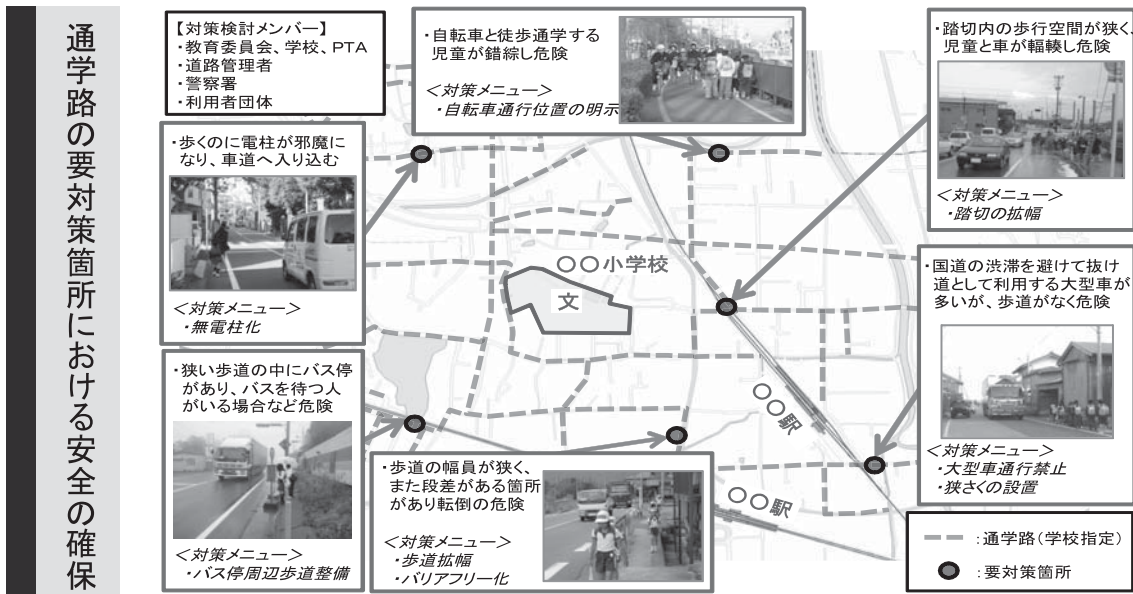 通学路の要対策箇所における安全の確保
【対策検討メンバー】
・教育委員会、学校、PTA
・道路管理者
・警察署
・利用者団体
・自転車と徒歩通学する
児童が錯綜し危険
＜対策メニュー＞
・自転車通行位置の明示
・踏切内の歩行空間が狭く、
児童と車が輻輳し危険
＜対策メニュー＞
・踏切の拡幅
・歩くのに電柱が邪魔に
なり、車道へ入り込む
＜対策メニュー＞
・無電柱化
〇〇小学校
文
・国道の渋滞を避けて抜け
道として利用する大型車が
多いが、歩道がなく危険
＜対策メニュー＞
・大型車通行禁止
・狭さくの設置
・狭い歩道の中にバス停
があり、バスを待つ人
がいる場合など危険
＜対策メニュー＞
・バス停周辺歩道整備
〇〇駅
・歩道の幅員が狭く、
また段差がある箇所
があり転倒の危険
＜対策メニュー＞
・歩道拡幅
・バリアフリー化
〇〇駅
：通学路（学校指定）
：要対策箇所